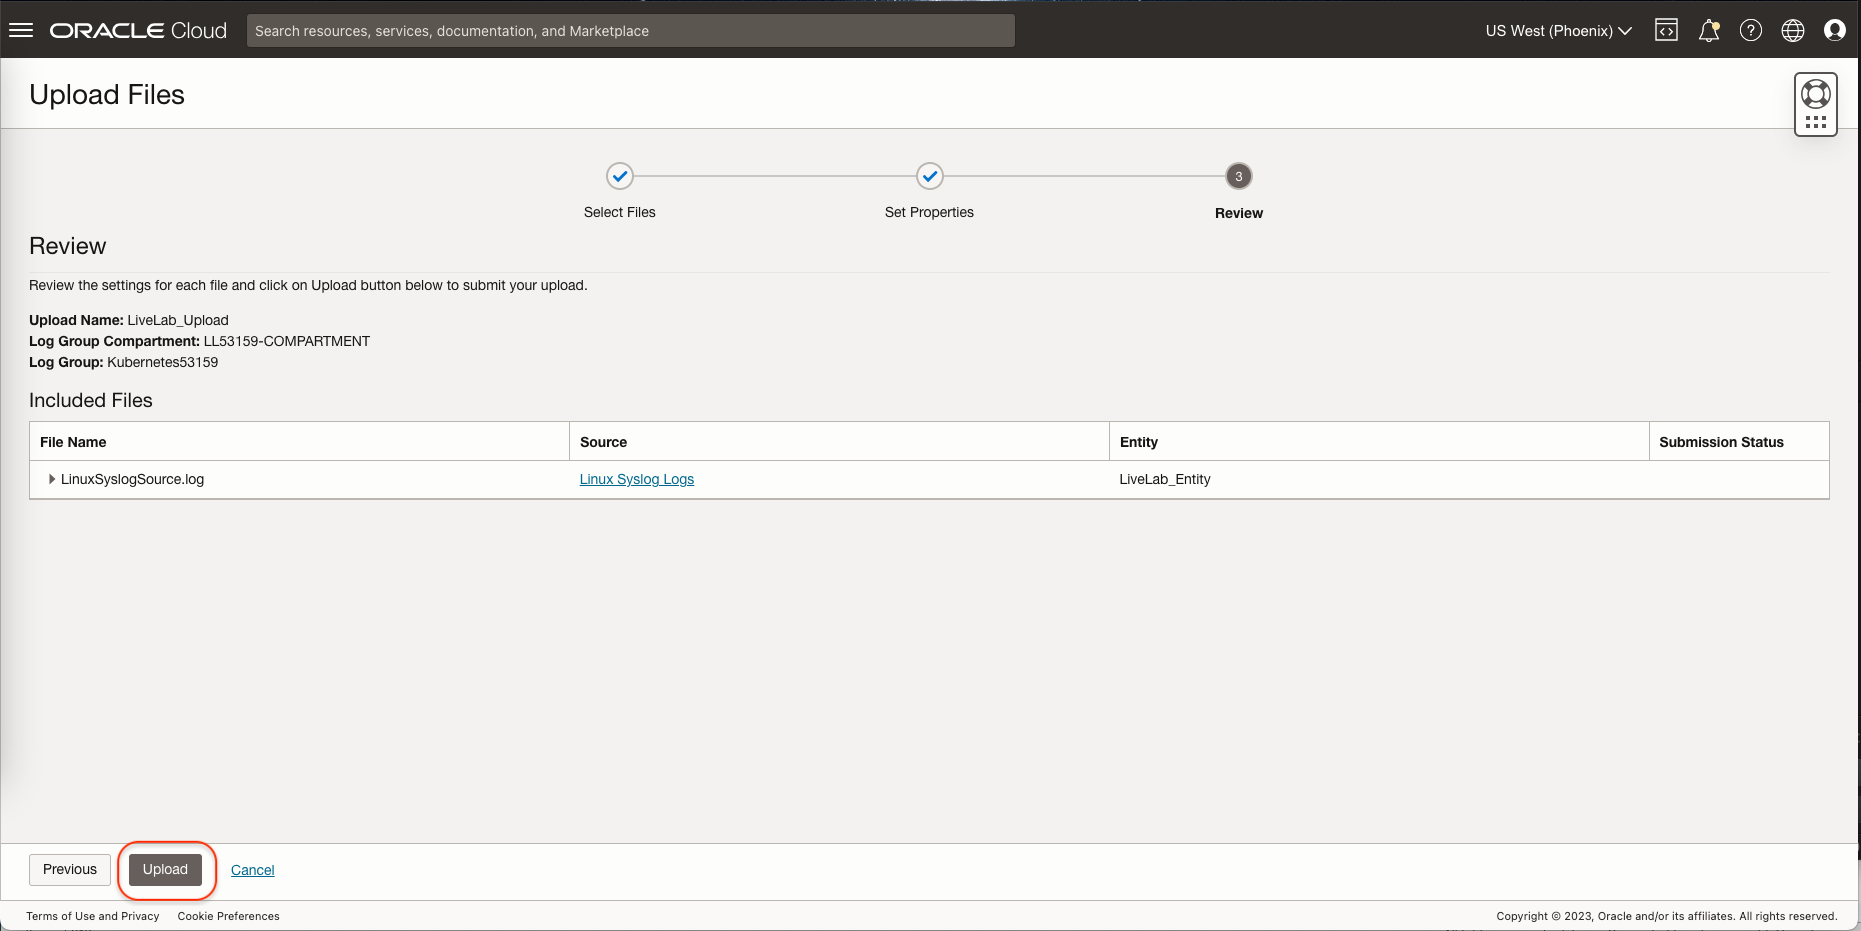 ORACLE Cloud
Search resources, services, documentation, and Marketplace
US West (Phoenix)
Upload Files
3
Select Files
Set Properties
Review
Review
Review the settings for each file and click on Upload button below to submit your upload.
Upload Name: LiveLab_Upload
Log Group Compartment: LL53159-COMPARTMENT
Log Group: Kubernetes53159
Included Files
File Name Source Entity Submission Status
LinuxSyslogSource.log Linux Syslog Logs LiveLab_Entity
Previous Upload Cancel
Terms of Use and Privacy Cookie Preferences
Copyright © 2023, Oracle and/or its affiliates. All rights reserved.